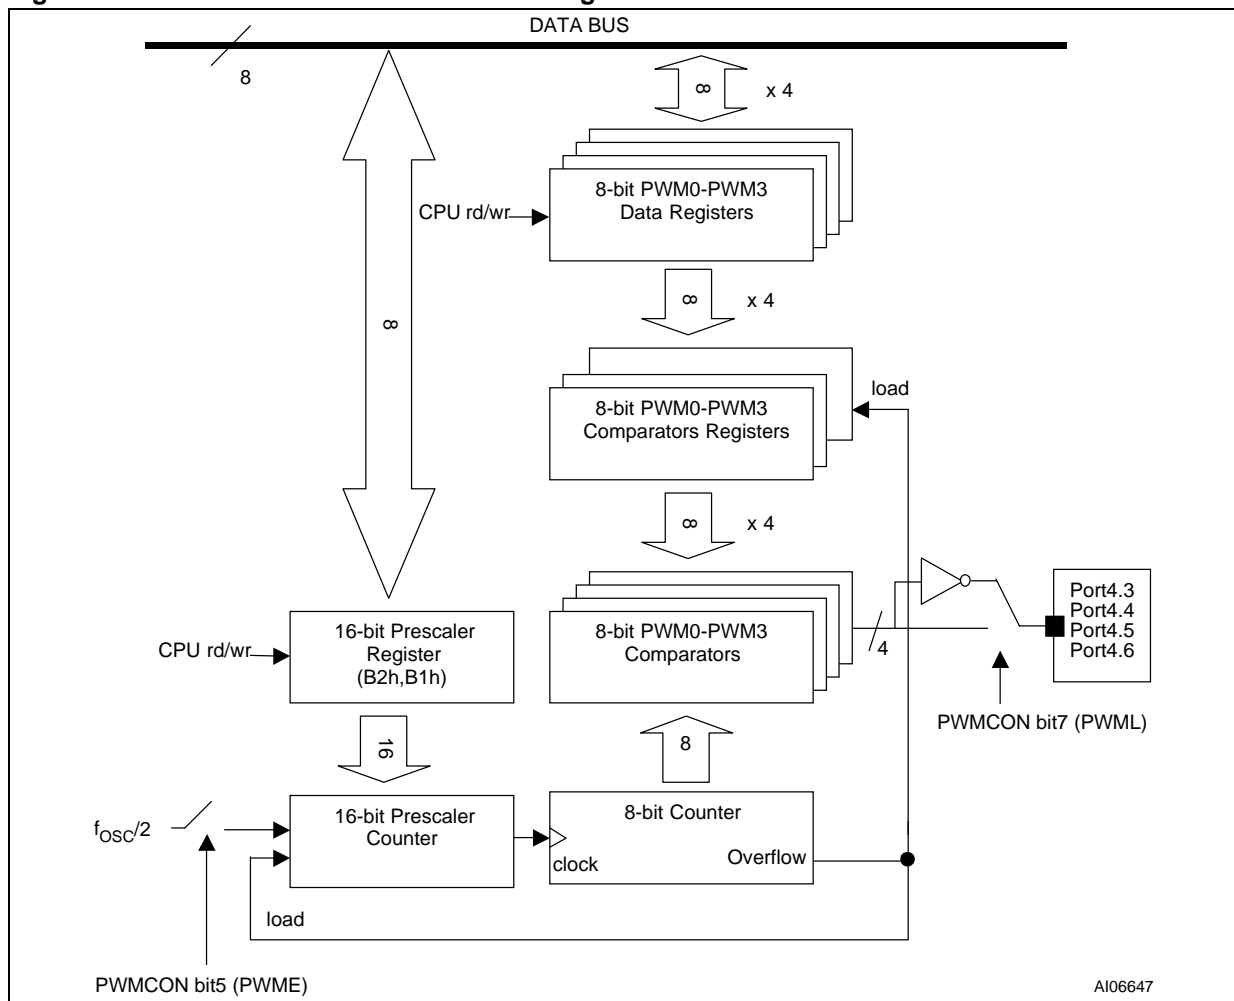 DATA BUS
8
8
x 4
8-bit PWM0-PWM3
Data Registers
CPU rd/wr
8
x 4
8
8-bit PWM0-PWM3
Comparators Registers
load
8
x 4
8-bit PWM0-PWM3
Comparators
4
Port4.3
Port4.4
Port4.5
Port4.6
CPU rd/wr
16-bit Prescaler
Register
(B2h,B1h)
PWMCON bit7 (PWML)
16
8
fOSC/2
16-bit Prescaler
Counter
8-bit Counter
clock
Overflow
load
PWMCON bit5 (PWME)
AI06647